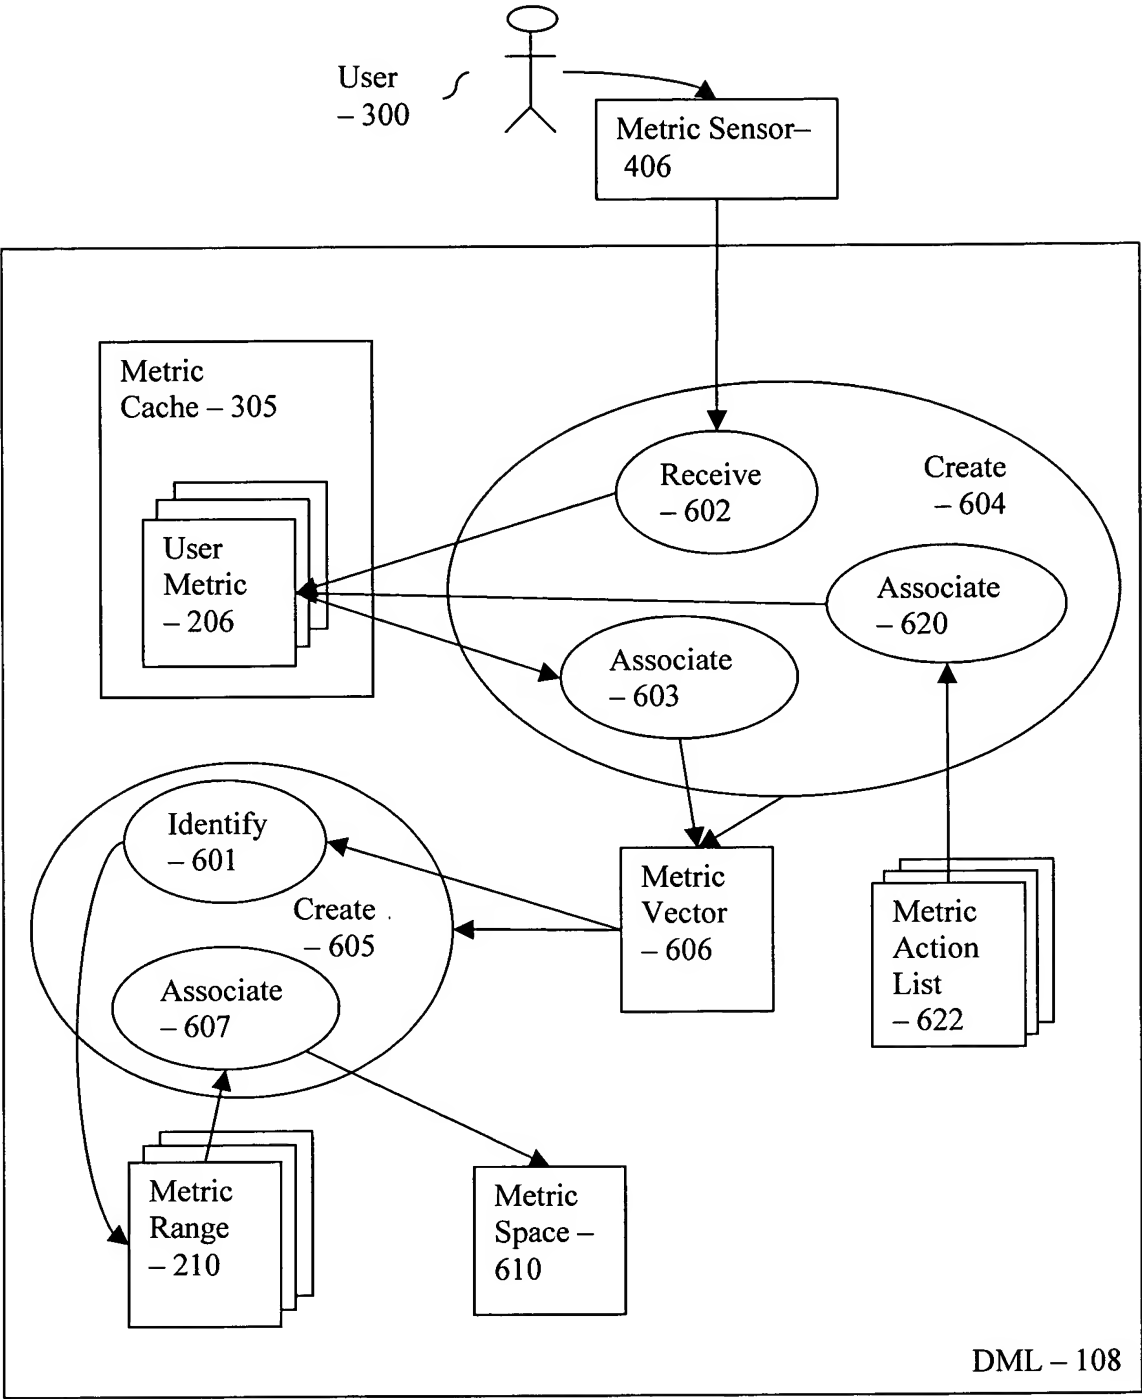 User
– 300
Metric Sensor–
406
Metric
Cache – 305
User
Metric
– 206
Receive
– 602
Create
– 604
Associate
– 620
Associate
– 603
Identify
– 601
Create
– 605
Associate
– 607
Metric
Vector
– 606
Metric
Action
List
– 622
Metric
Range
– 210
Metric
Space –
610
DML – 108